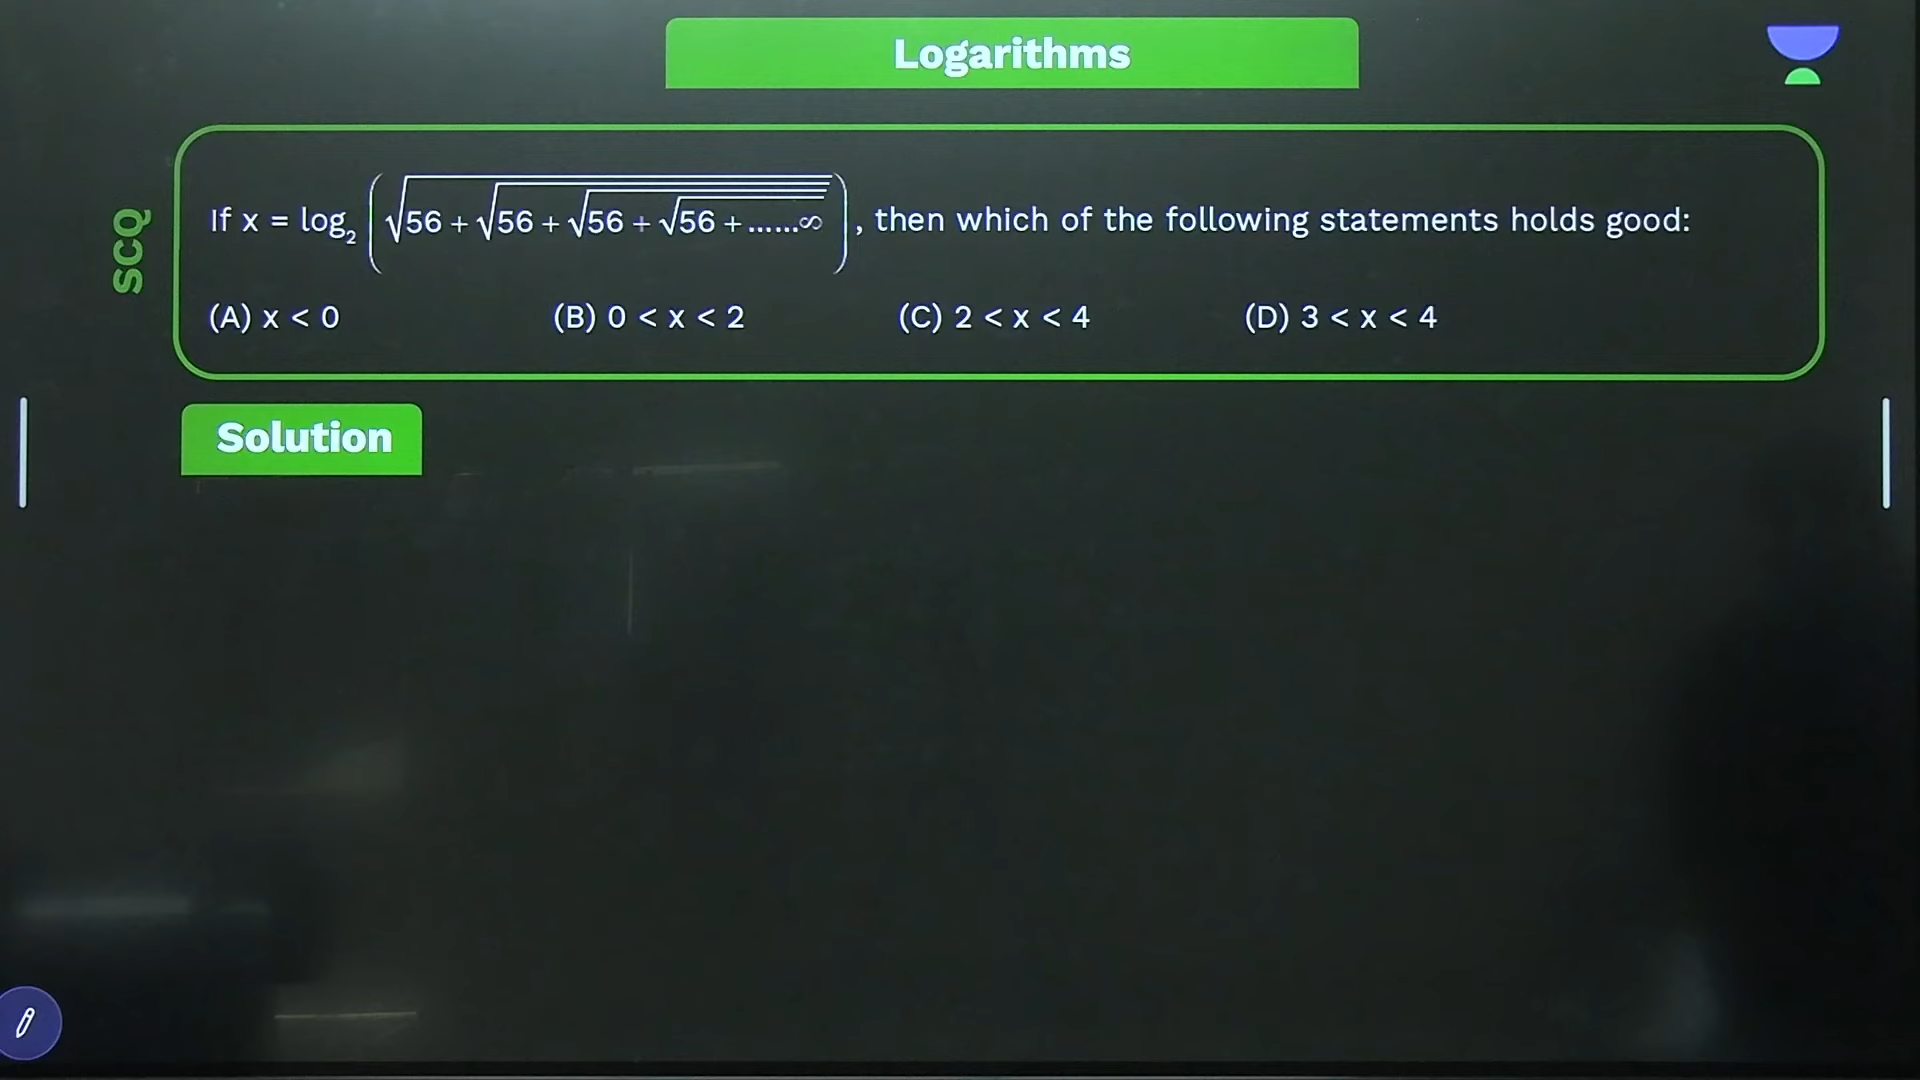 Logarithms
SCQ
If x = log₂ (√56 + √56 + √56 + √56 + ......∞), then which of the following statements holds good:
(A) x < 0 (B) 0 < x < 2 (C) 2 < x < 4 (D) 3 < x < 4
Solution